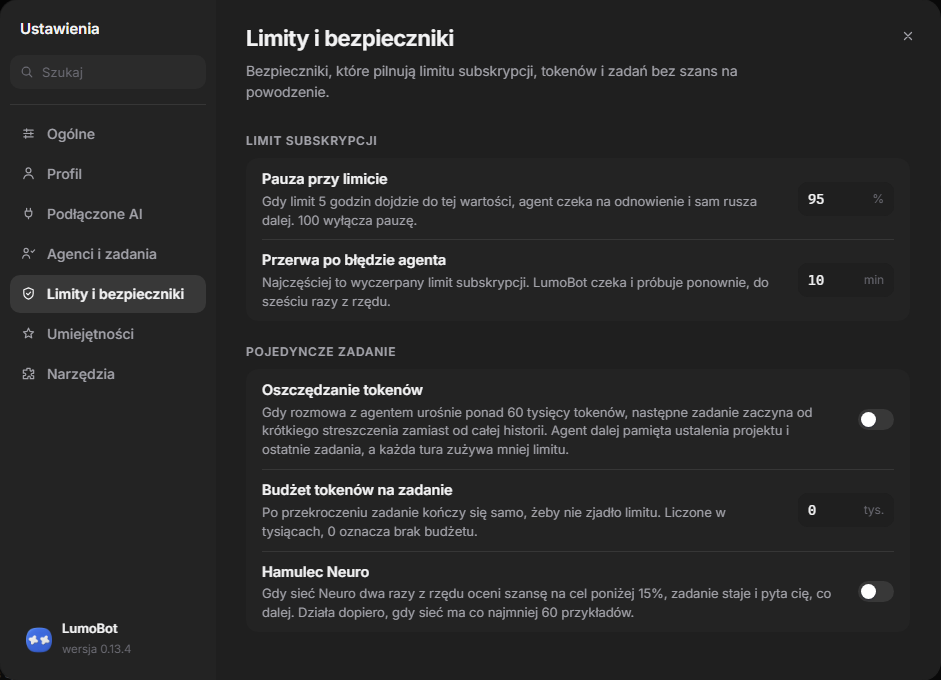 Ustawienia
Szukaj
Ogólne
Profil
Podłączone AI
Agenci i zadania
Limity i bezpieczniki
Umiejętności
Narzędzia
LumoBot
wersja 0.13.4
Limity i bezpieczniki
Bezpieczniki, które pilnują limitu subskrypcji, tokenów i zadań bez szans na
powodzenie.
LIMIT SUBSKRYPCJI
Pauza przy limicie
Gdy limit 5 godzin dojdzie do tej wartości, agent czeka na odnowienie i sam rusza
dalej. 100 wyłącza pauzę.
95 %
Przerwa po błędzie agenta
Najczęściej to wyczerpany limit subskrypcji. LumoBot czeka i próbuje ponownie, do
sześciu razy z rzędu.
10 min
POJEDYNCZE ZADANIE
Oszczędzanie tokenów
Gdy rozmowa z agentem urośnie ponad 60 tysięcy tokenów, następne zadanie zaczyna od
krótkiego streszczenia zamiast od całej historii. Agent dalej pamięta ustalenia projektu i
ostatnie zadania, a każda tura zużywa mniej limitu.
Budżet tokenów na zadanie
Po przekroczeniu zadanie kończy się samo, żeby nie zjadło limitu. Liczone w
tysiącach, 0 oznacza brak budżetu.
0 tys.
Hamulec Neuro
Gdy sieć Neuro dwa razy z rzędu oceni szansę na cel poniżej 15%, zadanie staje i pyta cię, co
dalej. Działa dopiero, gdy sieć ma co najmniej 60 przykładów.